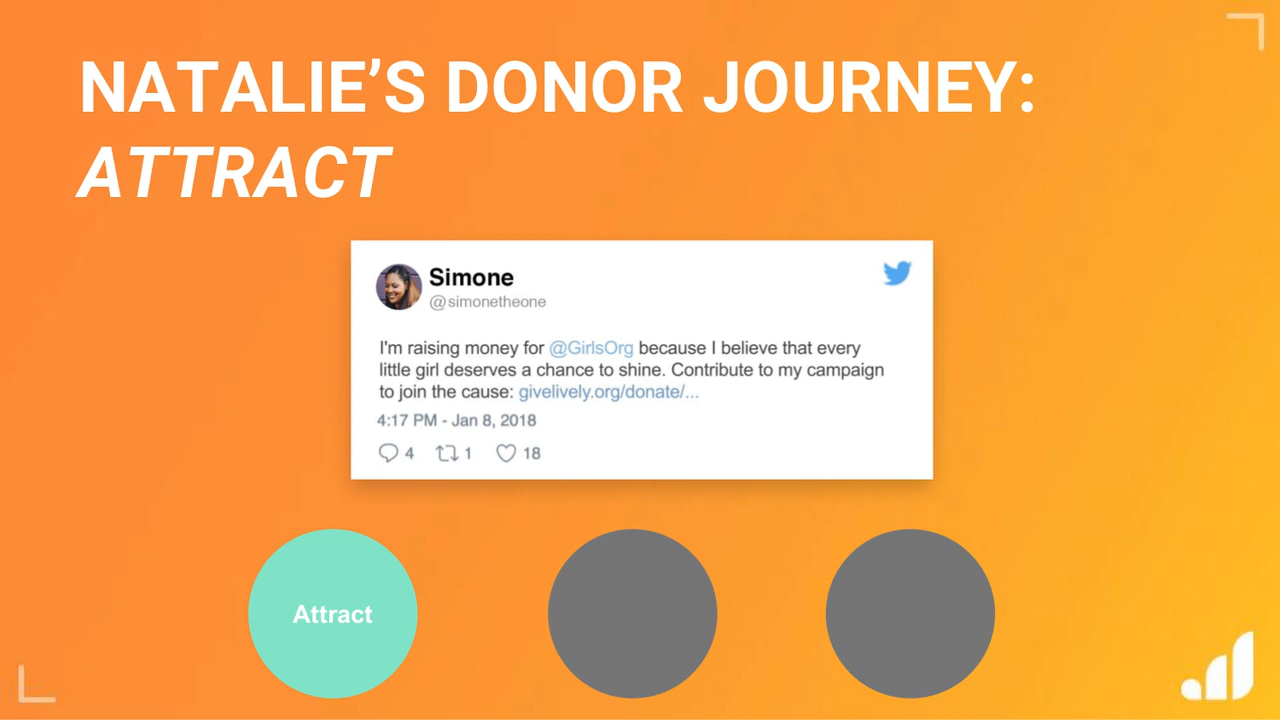 NATALIE’S DONOR JOURNEY:
ATTRACT
Simone
@simonetheone
I'm raising money for @GirlsOrg because I believe that every
little girl deserves a chance to shine. Contribute to my campaign
to join the cause: givelively.org/donate/...
4:17 PM - Jan 8, 2018
4 1 18
Attract